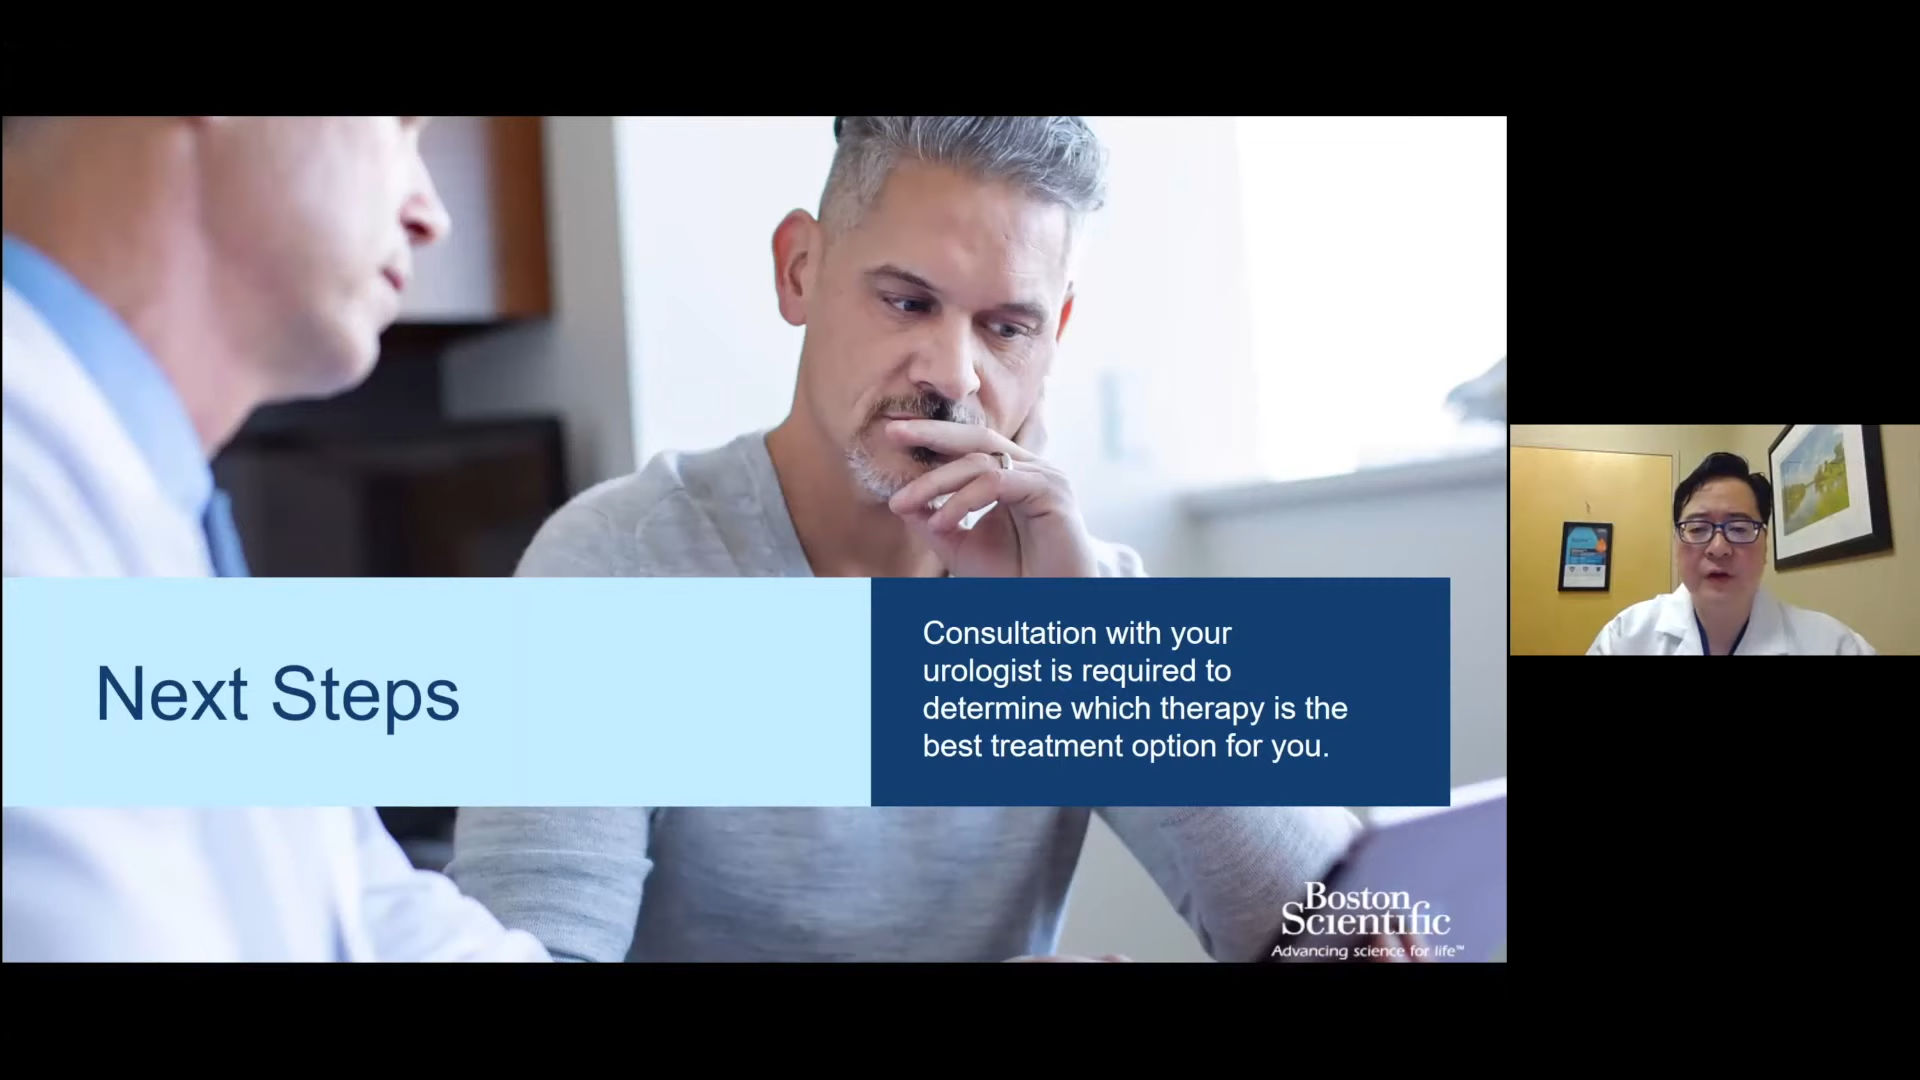 Next Steps
Consultation with your
urologist is required to
determine which therapy is the
best treatment option for you.
Boston
Scientific
Advancing science for life™